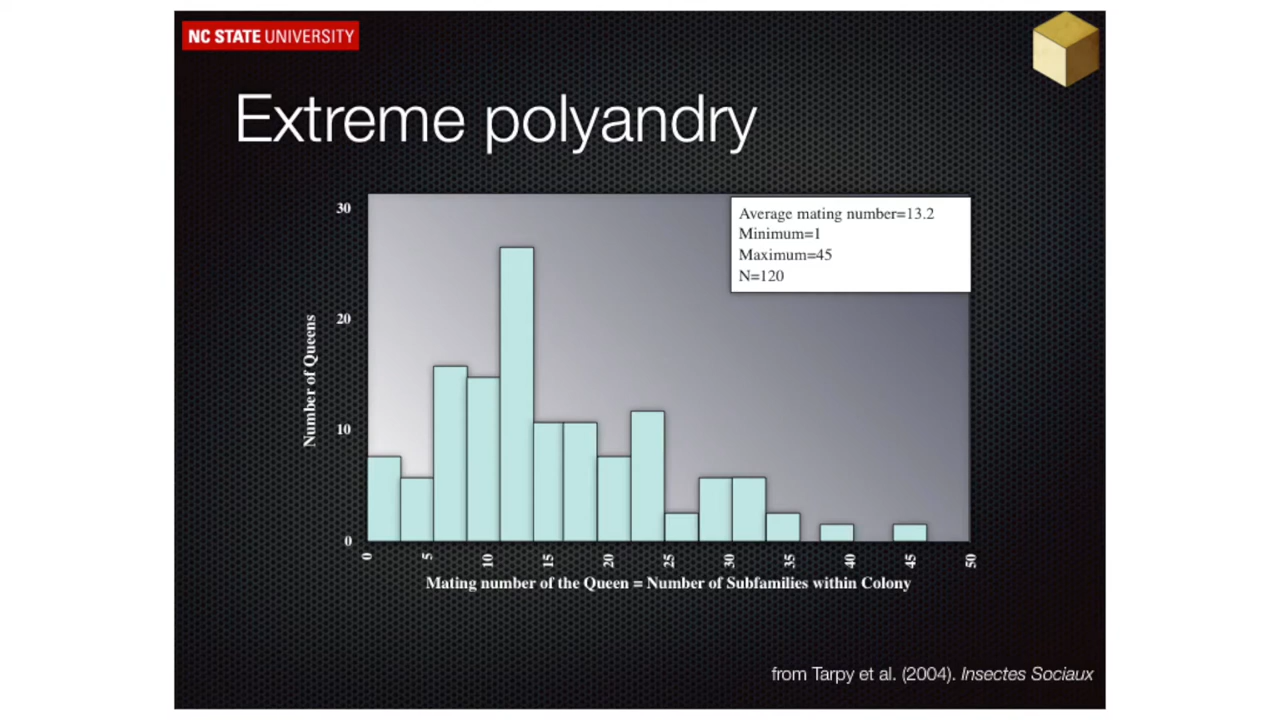 NC STATE UNIVERSITY
Extreme polyandry
Average mating number=13.2
Minimum=1
Maximum=45
N=120
Number of Queens
30
20
10
0
0 5 10 15 20 25 30 35 40 45 50
Mating number of the Queen = Number of Subfamilies within Colony
from Tarpy et al. (2004). Insectes Sociaux